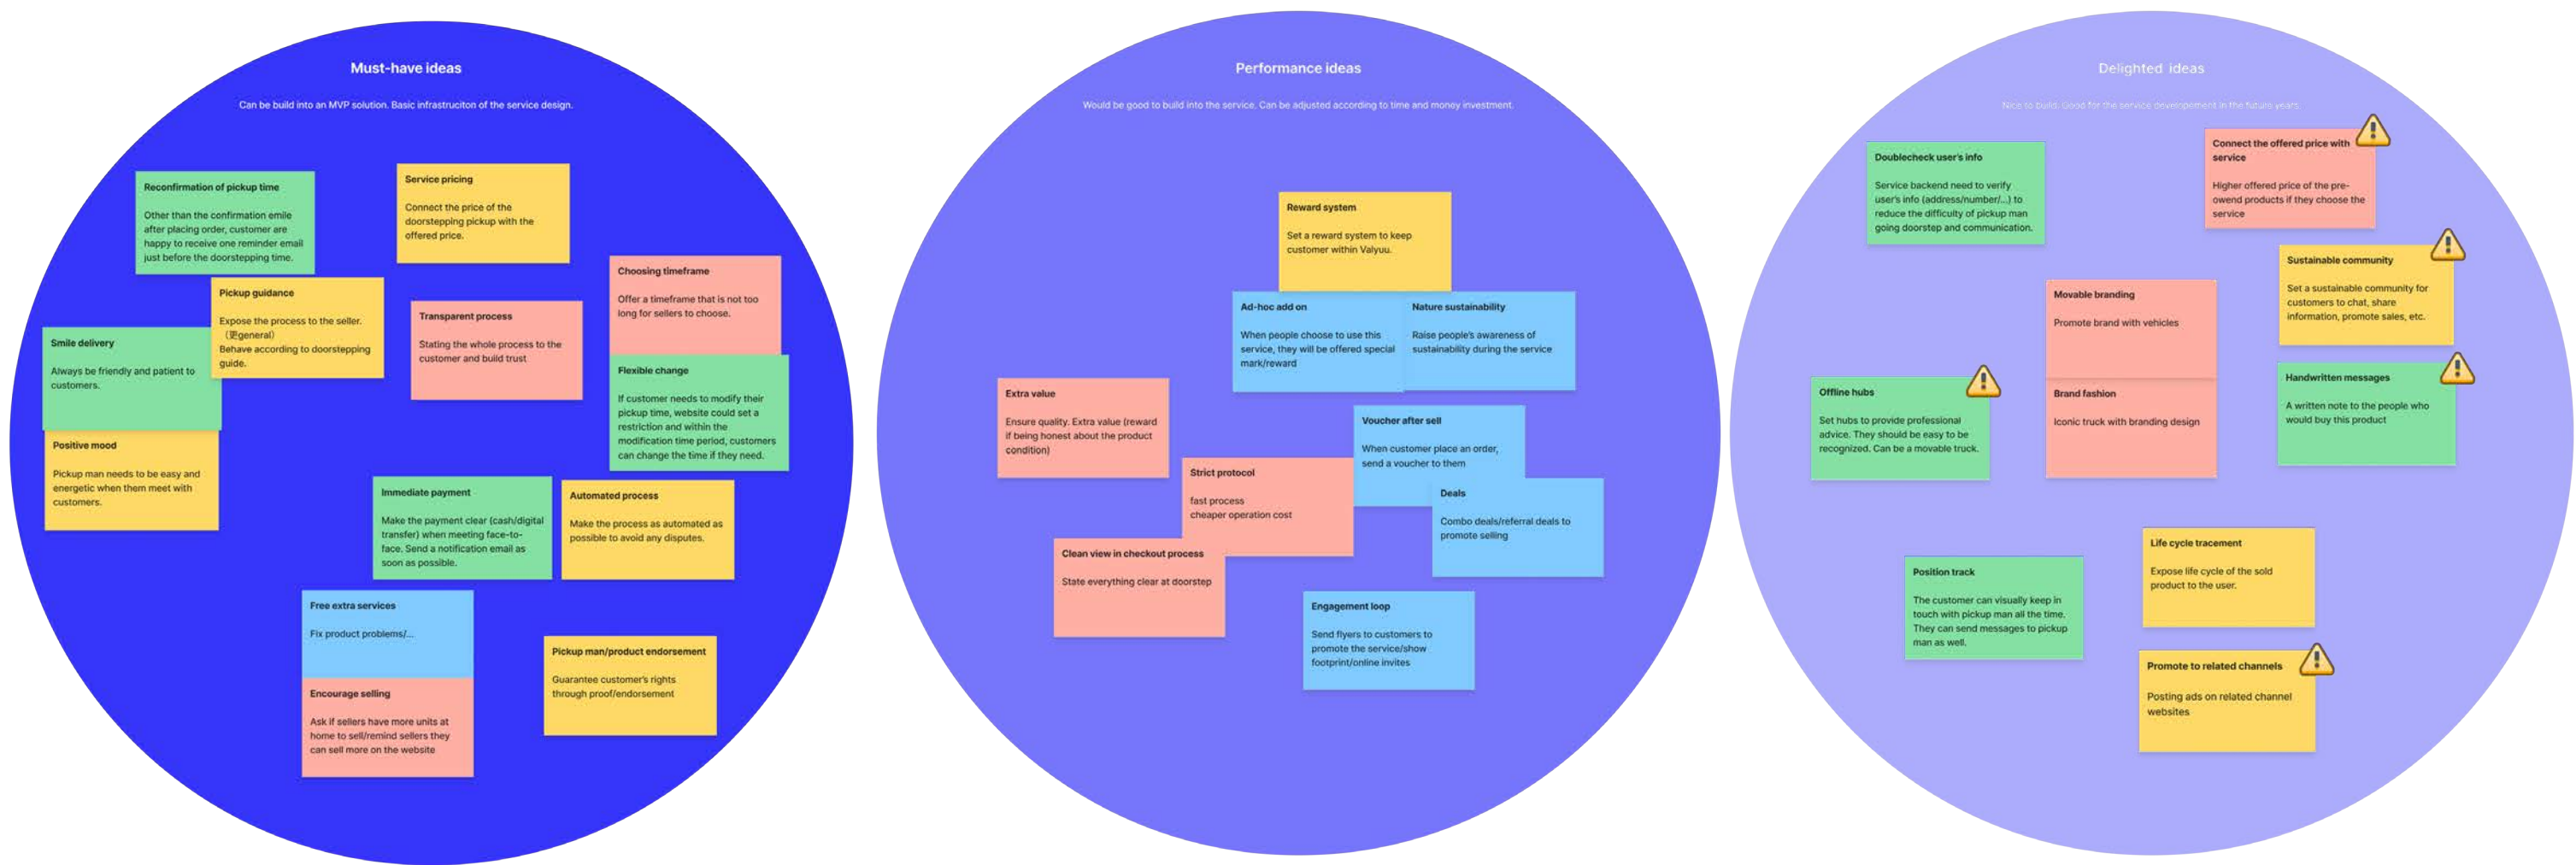 Must-have ideas
Can be build into an MVP solution. Basic infrastruciton of the service design.
Reconfirmation of pickup time
Other than the confirmation emile
after placing order, customer are
happy to receive one reminder email
just before the doorstepping time.
Service pricing
Connect the price of the
doorstepping pickup with the
offered price.
Pickup guidance
Expose the process to the seller.
（更general）
Behave according to doorstepping
guide.
Transparent process
Stating the whole process to the
customer and build trust
Choosing timeframe
Offer a timeframe that is not too
long for sellers to choose.
Smile delivery
Always be friendly and patient to
customers.
Flexible change
If customer needs to modify their
pickup time, website could set a
restriction and within the
modification time period, customers
can change the time if they need.
Positive mood
Pickup man needs to be easy and
energetic when them meet with
customers.
Immediate payment
Make the payment clear (cash/digital
transfer) when meeting face-to-
face. Send a notification email as
soon as possible.
Automated process
Make the process as automated as
possible to avoid any disputes.
Free extra services
Fix product problems/...
Encourage selling
Ask if sellers have more units at
home to sell/remind sellers they
can sell more on the website
Pickup man/product endorsement
Guarantee customer's rights
through proof/endorsement
Performance ideas
Would be good to build into the service. Can be adjusted according to time and money investment.
Reward system
Set a reward system to keep
customer within Valyuu.
Ad-hoc add on
When people choose to use this
service, they will be offered special
mark/reward
Nature sustainability
Raise people's awareness of
sustainability during the service
Extra value
Ensure quality. Extra value (reward
if being honest about the product
condition)
Voucher after sell
When customer place an order,
send a voucher to them
Strict protocol
fast process
cheaper operation cost
Deals
Combo deals/referral deals to
promote selling
Clean view in checkout process
State everything clear at doorstep
Engagement loop
Send flyers to customers to
promote the service/show
footprint/online invites
Delighted ideas
Nice to build. Good for the service developement in the future years.
Doublecheck user's info
Service backend need to verify
user's info (address/number/...) to
reduce the difficulty of pickup man
going doorstep and communication.
Connect the offered price with
service
Higher offered price of the pre-
owend products if they choose the
service
Sustainable community
Set a sustainable community for
customers to chat, share
information, promote sales, etc.
Movable branding
Promote brand with vehicles
Offline hubs
Set hubs to provide professional
advice. They should be easy to be
recognized. Can be a movable truck.
Brand fashion
Iconic truck with branding design
Handwritten messages
A written note to the people who
would buy this product
Position track
The customer can visually keep in
touch with pickup man all the time.
They can send messages to pickup
man as well.
Life cycle tracement
Expose life cycle of the sold
product to the user.
Promote to related channels
Posting ads on related channel
websites